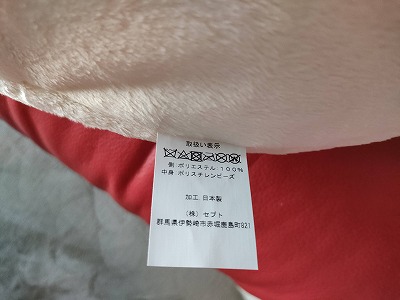 取扱い表示
側 ポリエステル 100%
中身 ポリスチレンビーズ
加工 日本製
(株) セプト
群馬県伊勢崎市赤堀鹿島町821